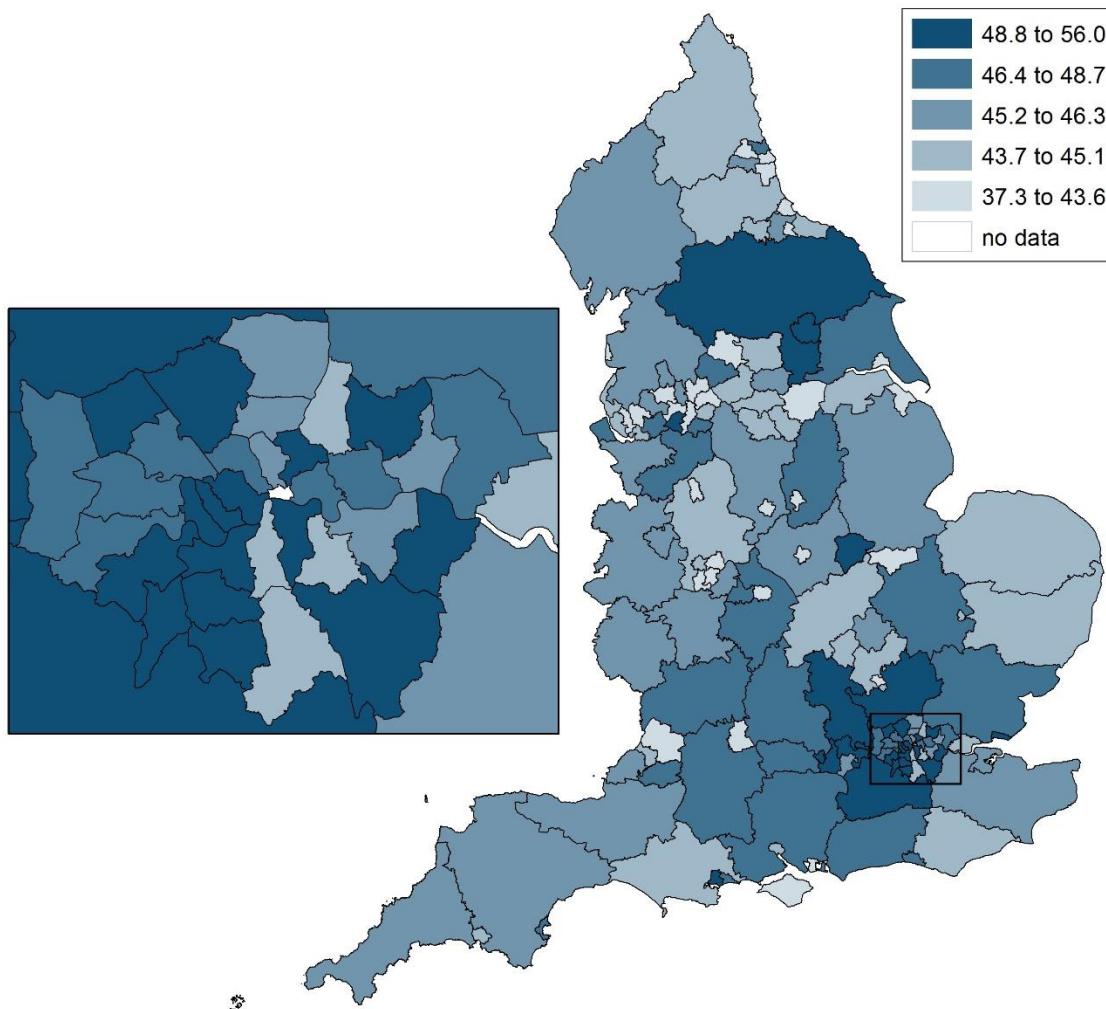 48.8 to 56.0
46.4 to 48.7
45.2 to 46.3
43.7 to 45.1
37.3 to 43.6
no data